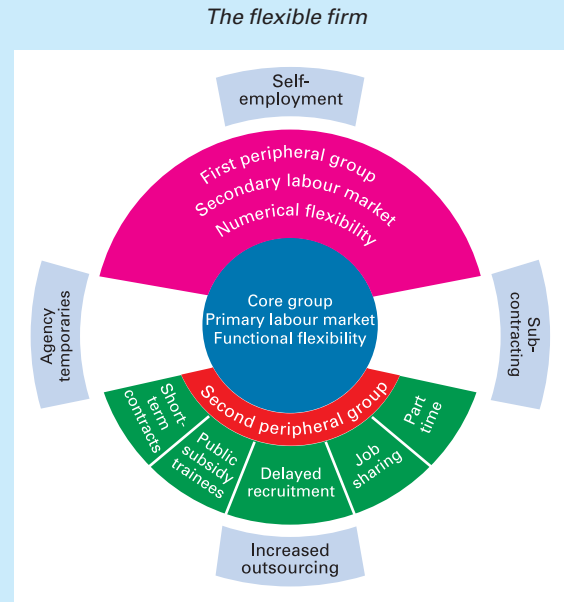 The flexible firm
Self-
employment
First peripheral group
Secondary labour market
Numerical flexibility
Agency
temporaries
Core group
Primary labour market
Functional flexibility
Sub-
contracting
Second peripheral group
Short-
term
contracts
Public
subsidy
trainees
Delayed
recruitment
Job
sharing
Part
time
Increased
outsourcing